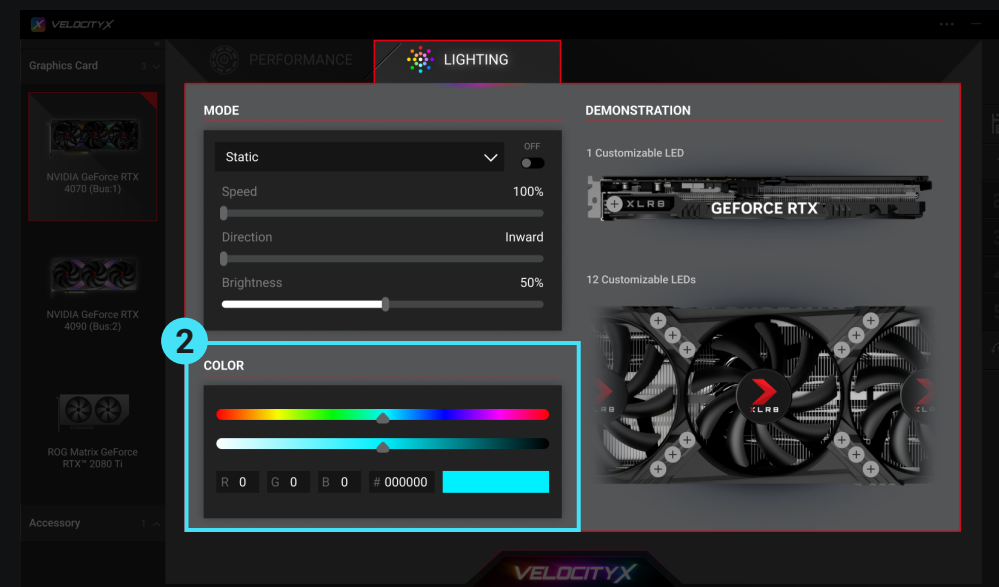 VELOCITYX
Graphics Card 3
PERFORMANCE
LIGHTING
NVIDIA GeForce RTX
4070 (Bus:1)
NVIDIA GeForce RTX
4090 (Bus:2)
ROG Matrix GeForce
RTX™ 2080 Ti
Accessory 1
MODE
Static
OFF
Speed 100%
Direction Inward
Brightness 50%
2
COLOR
R 0 G 0 B 0 # 000000
DEMONSTRATION
1 Customizable LED
XLR8 GEFORCE RTX
12 Customizable LEDs
XLR8
VELOCITYX